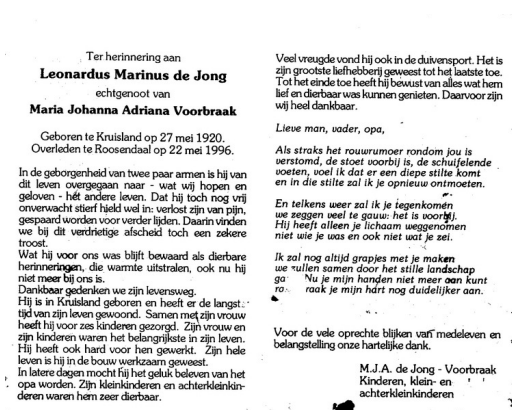 Ter herinnering aan
Leonardus Marinus de Jong
echtgenoot van
Maria Johanna Adriana Voorbraak
Geboren te Kruisland op 27 mei 1920.
Overleden te Roosendaal op 22 mei 1996.
In de geborgenheid van twee paar armen is hij van
dit leven overgegaan naar - wat wij hopen en
geloven - hét andere leven. Dat hij toch nog vrij
onverwacht stierf hield wel in: verlost zijn van pijn,
gespaard worden voor verder lijden. Daarin vinden
we bij dit verdrietige afscheid toch een zekere
troost.
Wat hij voor ons was blijft bewaard als dierbare
herinneringen, die warmte uitstralen, ook nu hij
niet meer bij ons is.
Dankbaar gedenken we zijn levensweg.
Hij is in Kruisland geboren en heeft er de langst
tijd van zijn leven gewoond. Samen met zijn vrouw
heeft hij voor zes kinderen gezorgd. Zijn vrouw en
zijn kinderen waren het belangrijkste in zijn leven.
Hij heeft ook hard voor hen gewerkt. Zijn hele
leven is hij in de bouw werkzaam geweest.
In latere dagen mocht hij het geluk beleven van het
opa worden. Zijn kleinkinderen en achterkleinkin-
deren waren hem zeer dierbaar.
Veel vreugde vond hij ook in de duivensport. Het is
zijn grootste liefhebberij geweest tot het laatste toe.
Tot het einde toe heeft hij bewust van alles wat hem
lief en dierbaar was kunnen genieten. Daarvoor zijn
wij heel dankbaar.
Lieve man, vader, opa,
Als straks het rouwrumoer rondom jou is
verstomd, de stoet voorbij is, de schuifelende
voeten, voel ik dat er een diepe stilte komt
en in die stilte zal ik je opnieuw ontmoeten.
En telkens weer zal ik je tegenkomen
we zeggen veel te gauw: het is voorbij.
Hij heeft alleen je lichaam weggenomen
niet wie je was en ook niet wat je zei.
Ik zal nog altijd grapjes met je maken
we zullen samen door het stille landschap
ga Nu je mijn handen niet meer aan kunt
raak je mijn hart nog duidelijker aan.
Voor de vele oprechte blijken van medeleven en
belangstelling onze hartelijke dank.
M.J.A. de Jong - Voorbraak
Kinderen, klein- en
achterkleinkinderen